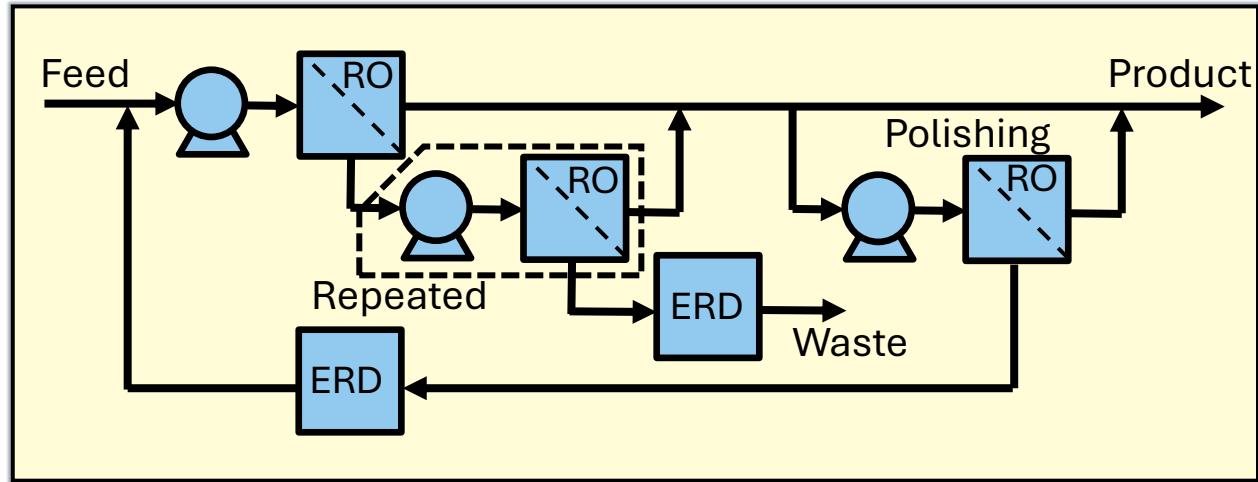 Feed
RO
Product
Polishing
RO
RO
Repeated
ERD
Waste
ERD